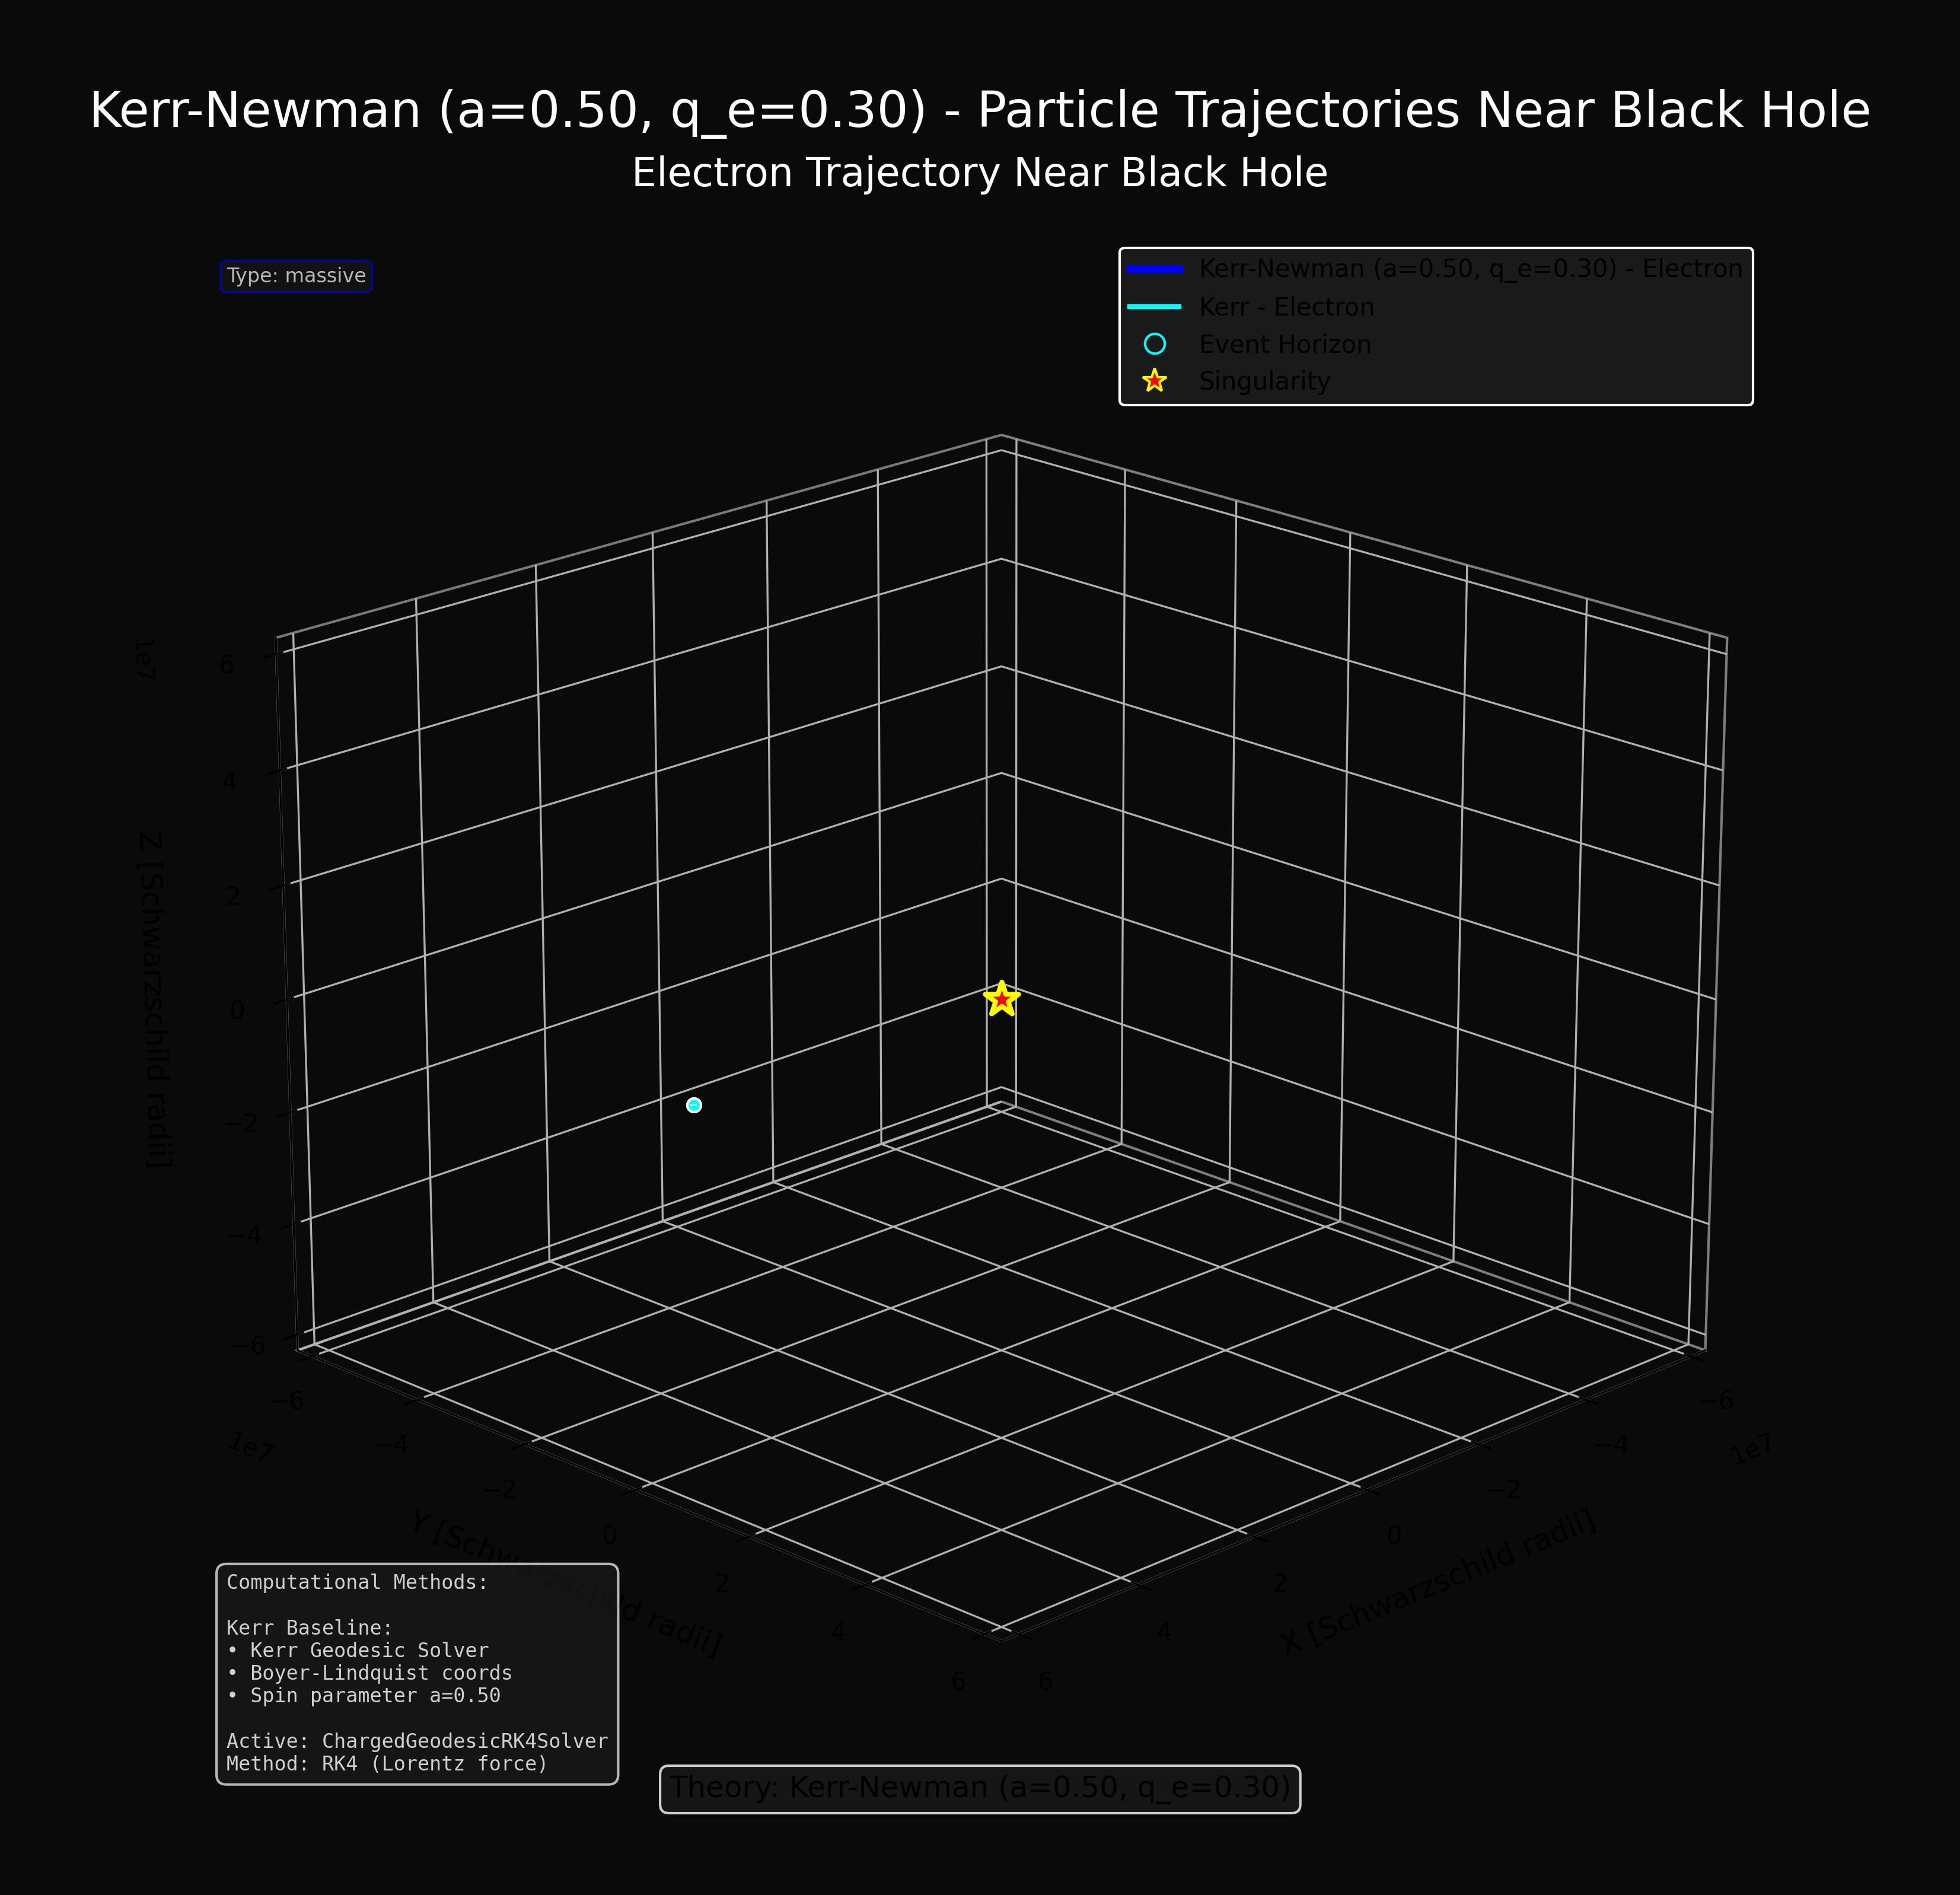 Kerr-Newman (a=0.50, q_e=0.30) - Particle Trajectories Near Black Hole
Electron Trajectory Near Black Hole
Type: massive
Kerr-Newman (a=0.50, q_e=0.30) - Electron
Kerr - Electron
Event Horizon
Singularity
1e7
6
4
2
0
−2
−4
−6
Z [Schwarzschild radii]
−6
−4
−2
0
2
4
6
1e7
Y [Schwarzschild radii]
−6
−4
−2
0
2
4
6
1e7
X [Schwarzschild radii]
Computational Methods:
Kerr Baseline:
• Kerr Geodesic Solver
• Boyer-Lindquist coords
• Spin parameter a=0.50
Active: ChargedGeodesicRK4Solver
Method: RK4 (Lorentz force)
Theory: Kerr-Newman (a=0.50, q_e=0.30)